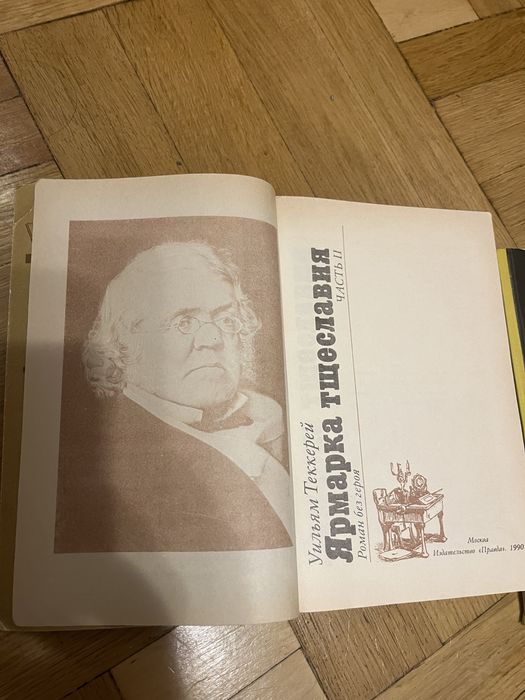 Уильям Теккерей
Ярмарка тщеславия
Роман без героя
ЧАСТЬ II
Москва
Издательство «Правда». 1990